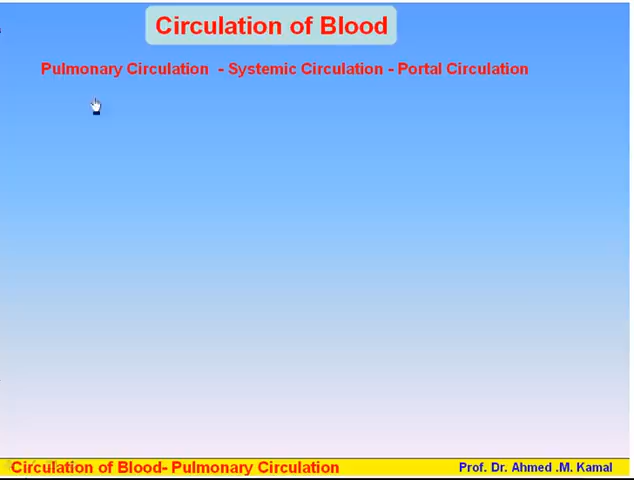 Circulation of Blood
Pulmonary Circulation - Systemic Circulation - Portal Circulation
Circulation of Blood- Pulmonary Circulation
Prof. Dr. Ahmed .M. Kamal